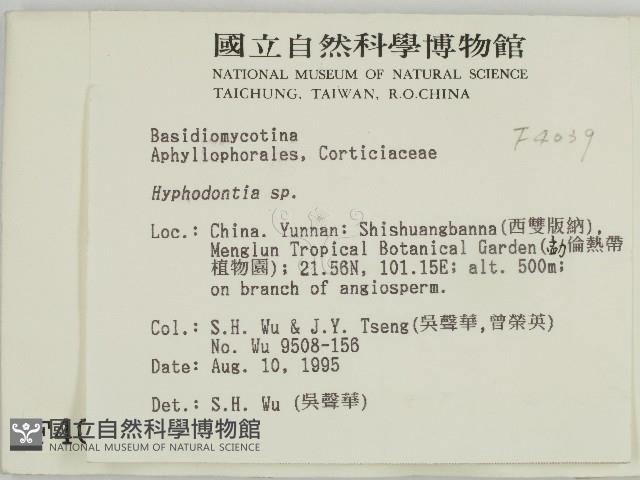 國立自然科學博物館
NATIONAL MUSEUM OF NATURAL SCIENCE
TAICHUNG, TAIWAN, R.O.CHINA
F4039
Basidiomycotina
Aphyllophorales, Corticiaceae
Hyphodontia sp.
Loc.: China. Yunnan: Shishuangbanna(西雙版納),
Menglun Tropical Botanical Garden(勐倫熱帶
植物園); 21.56N, 101.15E; alt. 500m;
on branch of angiosperm.
Col.: S.H. Wu & J.Y. Tseng(吳聲華,曾榮英)
No. Wu 9508-156
Date: Aug. 10, 1995
Det.: S.H. Wu (吳聲華)
國立自然科學博物館
NATIONAL MUSEUM OF NATURAL SCIENCE